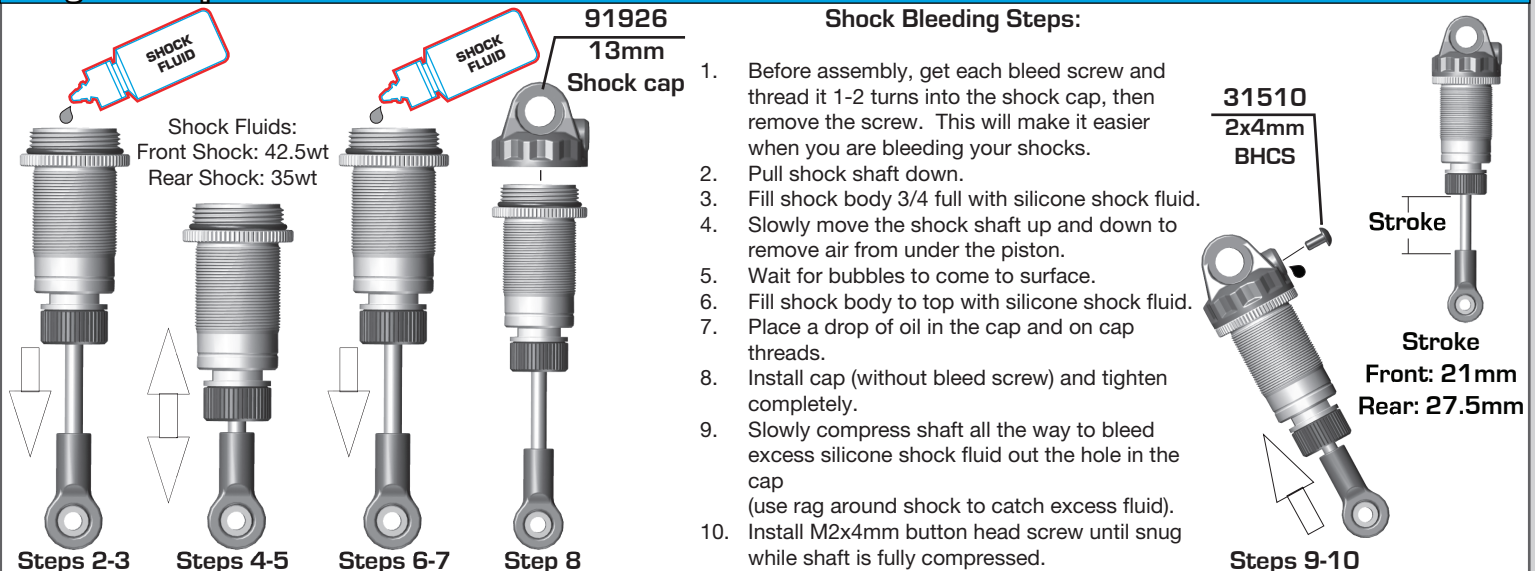 SHOCK
FLUID
SHOCK
FLUID
91926
13mm
Shock cap
Shock Fluids:
Front Shock: 42.5wt
Rear Shock: 35wt
Steps 2-3
Steps 4-5
Steps 6-7
Step 8
Shock Bleeding Steps:
1. Before assembly, get each bleed screw and
thread it 1-2 turns into the shock cap, then
remove the screw. This will make it easier
when you are bleeding your shocks.
2. Pull shock shaft down.
3. Fill shock body 3/4 full with silicone shock fluid.
4. Slowly move the shock shaft up and down to
remove air from under the piston.
5. Wait for bubbles to come to surface.
6. Fill shock body to top with silicone shock fluid.
7. Place a drop of oil in the cap and on cap
threads.
8. Install cap (without bleed screw) and tighten
completely.
9. Slowly compress shaft all the way to bleed
excess silicone shock fluid out the hole in the
cap
(use rag around shock to catch excess fluid).
10. Install M2x4mm button head screw until snug
while shaft is fully compressed.
31510
2x4mm
BHCS
Steps 9-10
Stroke
Stroke
Front: 21mm
Rear: 27.5mm